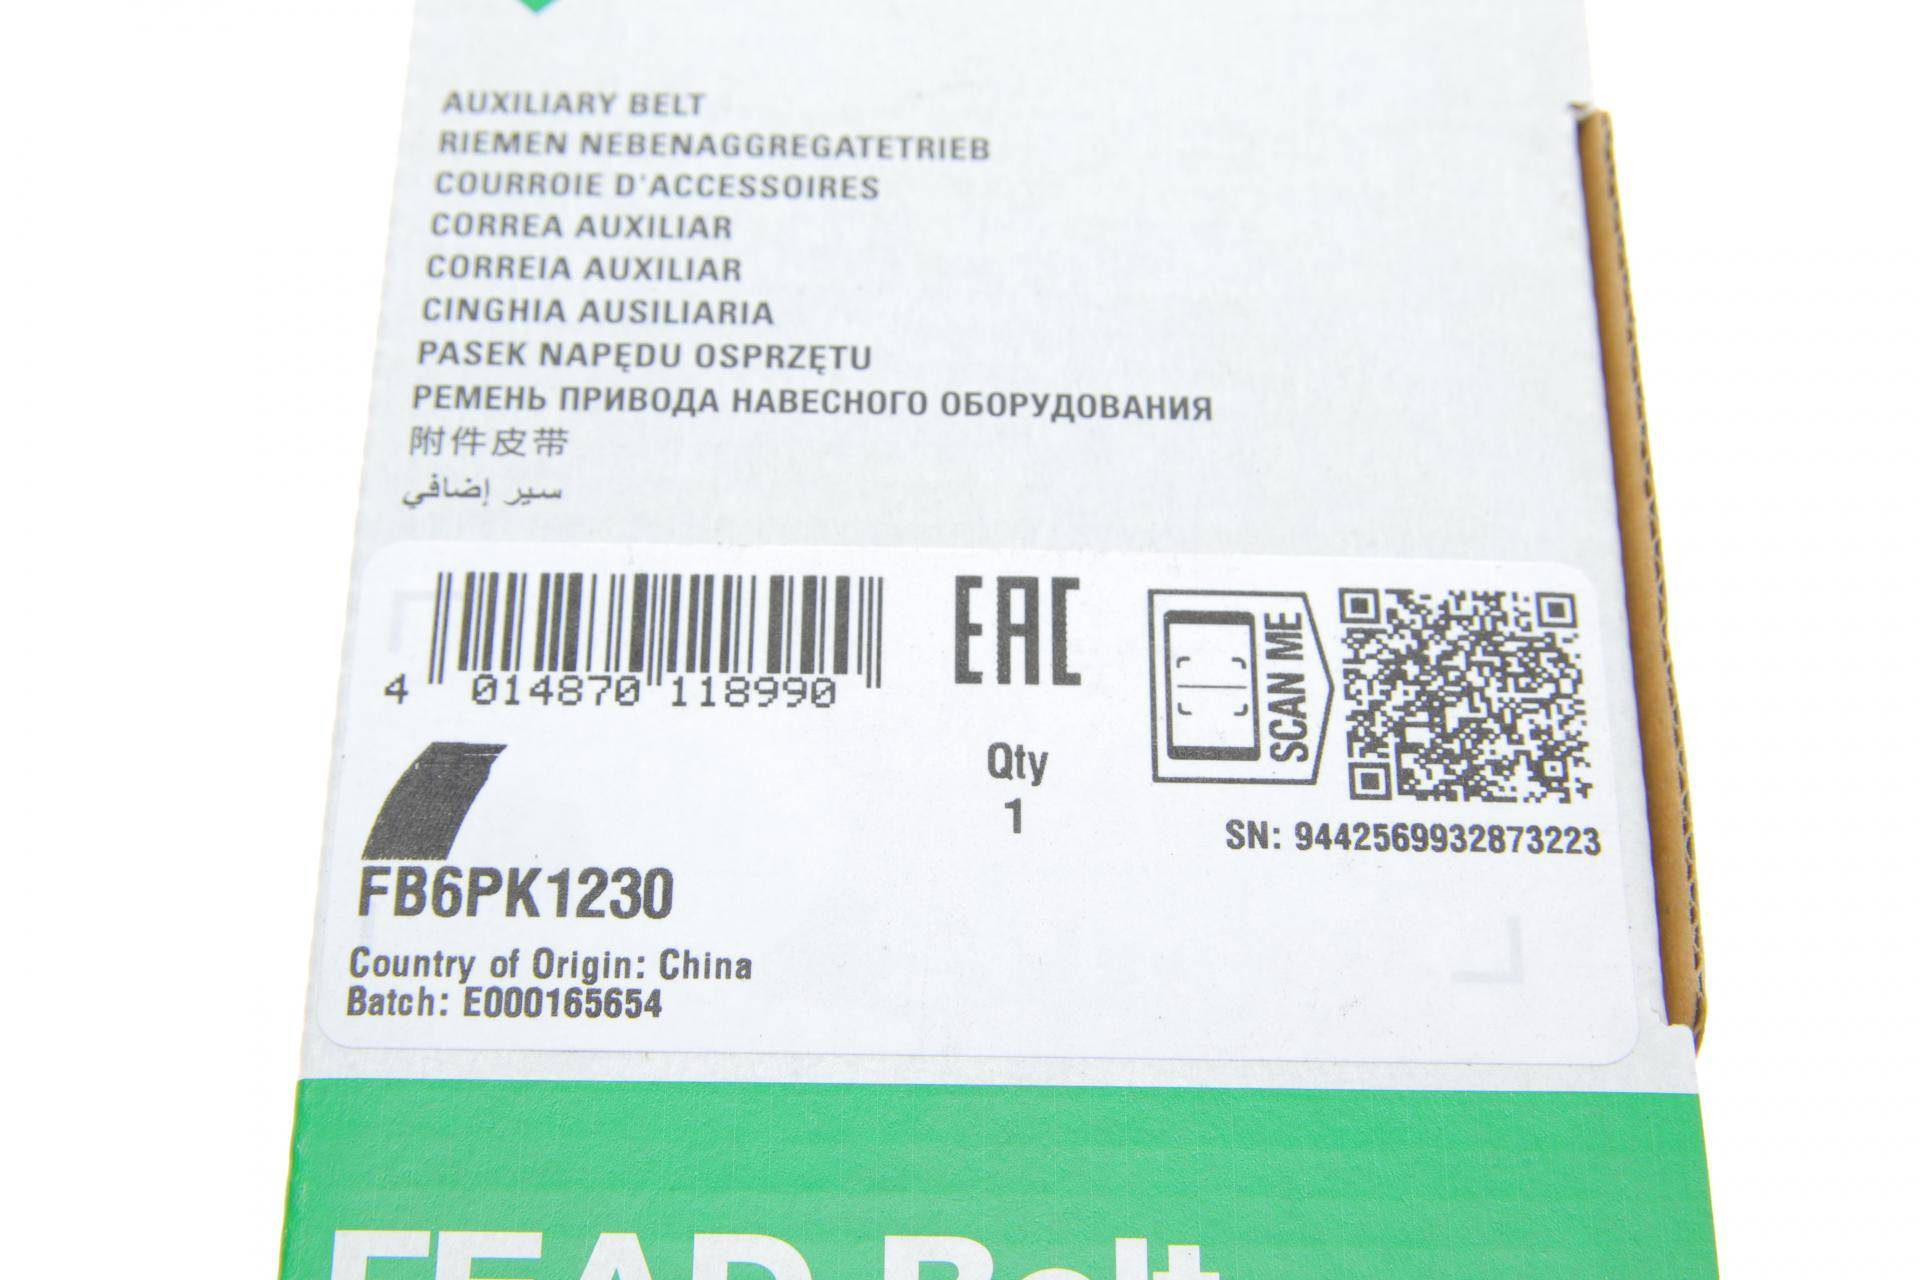 AUXILIARY BELT
RIEMEN NEBENAGGREGATETRIEB
COURROIE D'ACCESSOIRES
CORREA AUXILIAR
CORREIA AUXILIAR
CINGHIA AUSILIARIA
PASEK NAPĘDU OSPRZĘTU
РЕМЕНЬ ПРИВОДА НАВЕСНОГО ОБОРУДОВАНИЯ
附件皮带
سير إضافي
4 014870 118990
EAC
SCAN ME
Qty
1
SN: 9442569932873223
FB6PK1230
Country of Origin: China
Batch: E000165654
FEAD Belt